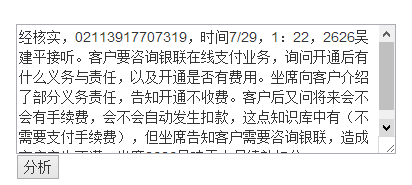 经核实，02113917707319，时间7/29，1：22，2626吴
建平接听。客户要咨询银联在线支付业务，询问开通后有
什么义务与责任，以及开通是否有费用。坐席向客户介绍
了部分义务责任，告知开通不收费。客户后又问将来会不
会有手续费，会不会自动发生扣款，这点知识库中有（不
需要支付手续费），但坐席告知客户需要咨询银联，造成
分析